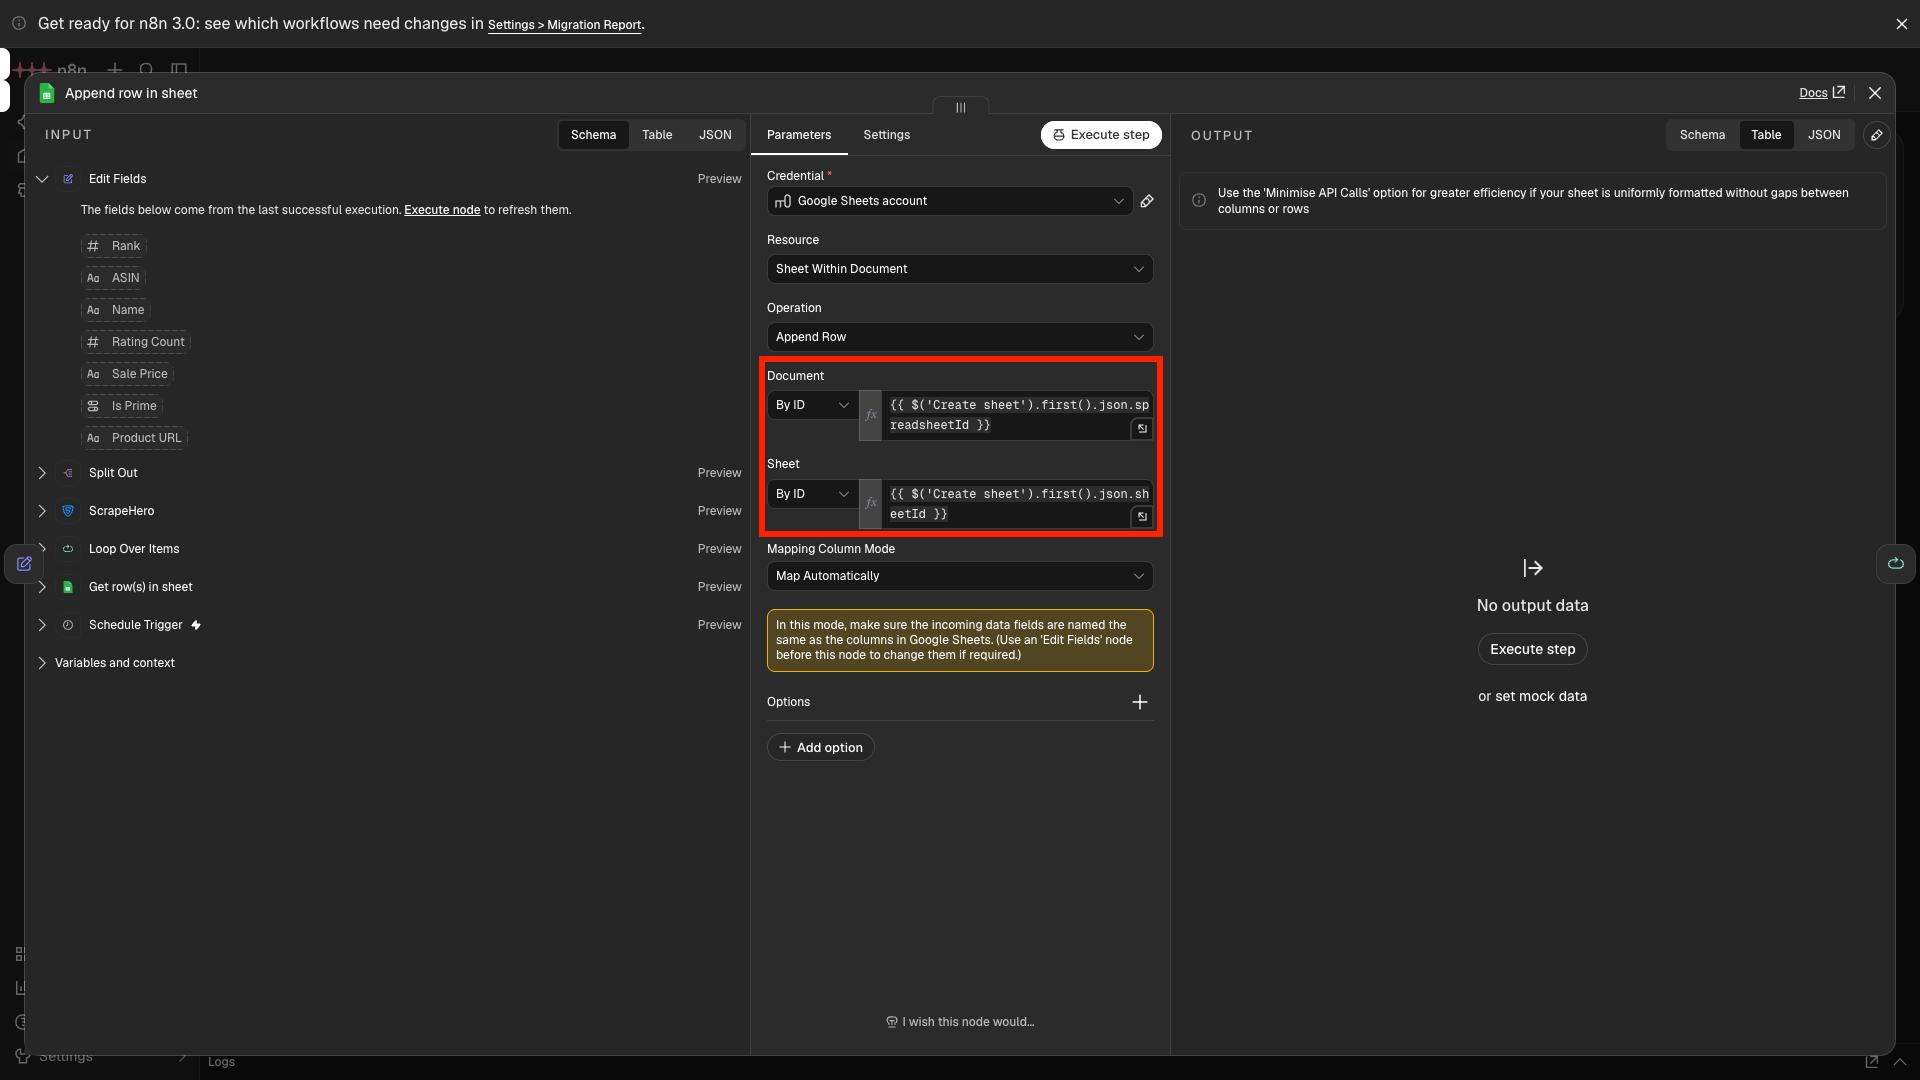 Get ready for n8n 3.0: see which workflows need changes in Settings > Migration Report.
n8n
Append row in sheet
Docs
INPUT
Schema
Table
JSON
Edit Fields
Preview
The fields below come from the last successful execution. Execute node to refresh them.
# Rank
Aa ASIN
Aa Name
# Rating Count
Aa Sale Price
Is Prime
Aa Product URL
Split Out
Preview
ScrapeHero
Preview
Loop Over Items
Preview
Get row(s) in sheet
Preview
Schedule Trigger
Preview
Variables and context
Parameters
Settings
Execute step
Credential *
Google Sheets account
Resource
Sheet Within Document
Operation
Append Row
Document
By ID
fx
{{ $('Create sheet').first().json.sp
readsheetId }}
Sheet
By ID
fx
{{ $('Create sheet').first().json.sh
eetId }}
Mapping Column Mode
Map Automatically
In this mode, make sure the incoming data fields are named the
same as the columns in Google Sheets. (Use an 'Edit Fields' node
before this node to change them if required.)
Options
Add option
I wish this node would...
OUTPUT
Schema
Table
JSON
Use the 'Minimise API Calls' option for greater efficiency if your sheet is uniformly formatted without gaps between
columns or rows
No output data
Execute step
or set mock data
Settings
Logs